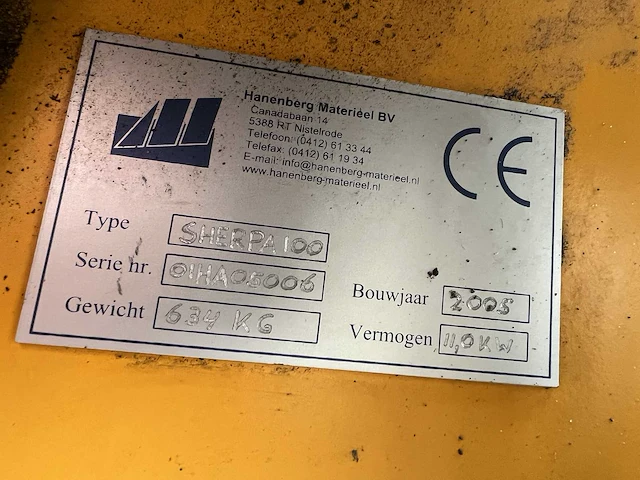 Hanenberg Materiëel BV
Canadabaan 14
5388 RT Nistelrode
Telefoon: (0412) 61 33 44
Telefax: (0412) 61 19 34
E-mail: info@hanenberg-materieel.nl
www.hanenberg-materieel.nl
CE
Type SHERPA 100
Serie nr. 01HA05006
Gewicht 634 KG
Bouwjaar 2005
Vermogen 11,0 KW